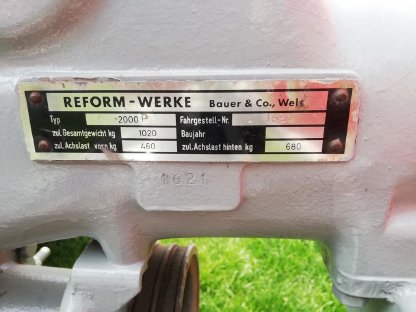 REFORM-WERKE Bauer & Co., Wels
Typ 2000 Fahrgestell-Nr.
zul. Gesamtgewicht kg 1020 Baujahr
zul. Achslast vorn kg 460 zul. Achslast hinten kg 680
1621